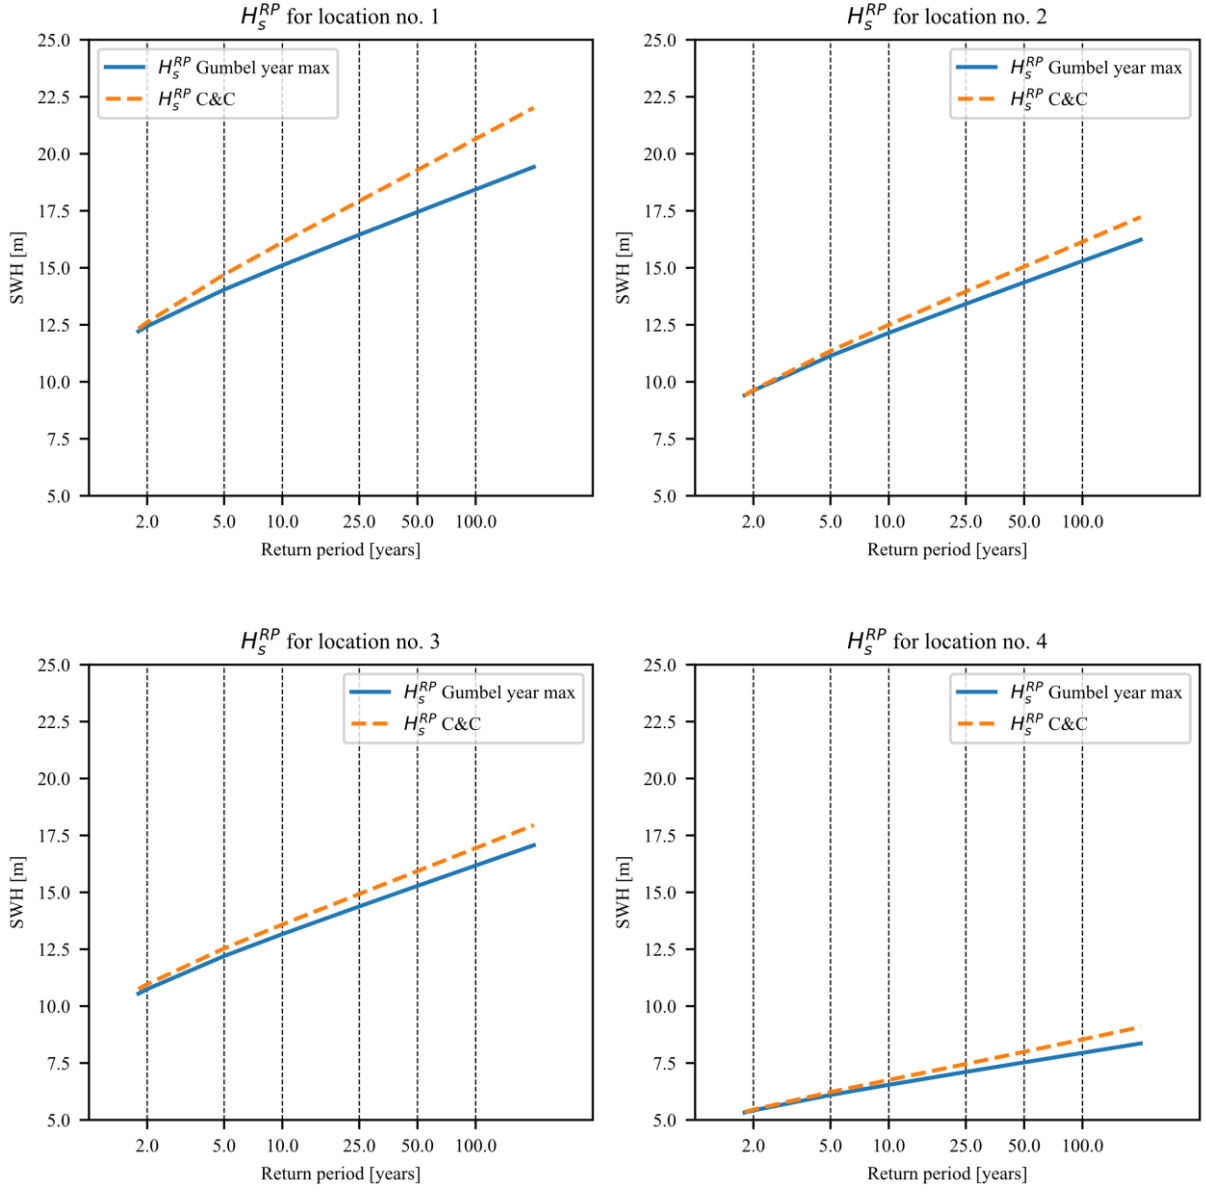 H_s^RP for location no. 1
25.0
22.5
20.0
17.5
15.0
12.5
10.0
7.5
5.0
SWH [m]
H_s^RP Gumbel year max
H_s^RP C&C
2.0 5.0 10.0 25.0 50.0 100.0
Return period [years]
H_s^RP for location no. 2
25.0
22.5
20.0
17.5
15.0
12.5
10.0
7.5
5.0
SWH [m]
H_s^RP Gumbel year max
H_s^RP C&C
2.0 5.0 10.0 25.0 50.0 100.0
Return period [years]
H_s^RP for location no. 3
25.0
22.5
20.0
17.5
15.0
12.5
10.0
7.5
5.0
SWH [m]
H_s^RP Gumbel year max
H_s^RP C&C
2.0 5.0 10.0 25.0 50.0 100.0
Return period [years]
H_s^RP for location no. 4
25.0
22.5
20.0
17.5
15.0
12.5
10.0
7.5
5.0
SWH [m]
H_s^RP Gumbel year max
H_s^RP C&C
2.0 5.0 10.0 25.0 50.0 100.0
Return period [years]